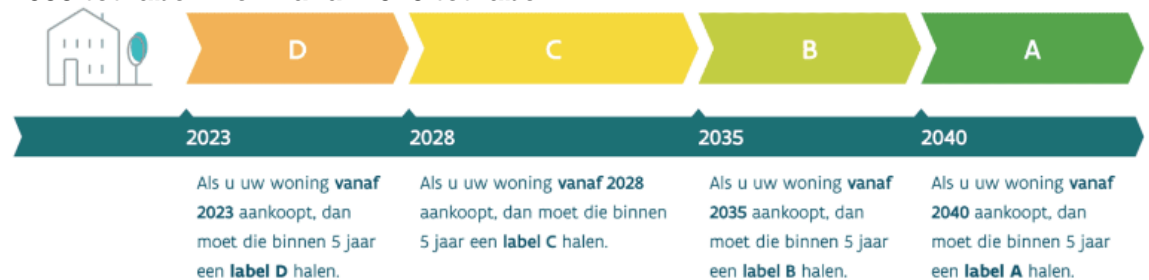 D C B A
2023 2028 2035 2040
Als u uw woning vanaf
2023 aankoopt, dan
moet die binnen 5 jaar
een label D halen.
Als u uw woning vanaf 2028
aankoopt, dan moet die binnen
5 jaar een label C halen.
Als u uw woning vanaf
2035 aankoopt, dan
moet die binnen 5 jaar
een label B halen.
Als u uw woning vanaf
2040 aankoopt, dan
moet die binnen 5 jaar
een label A halen.